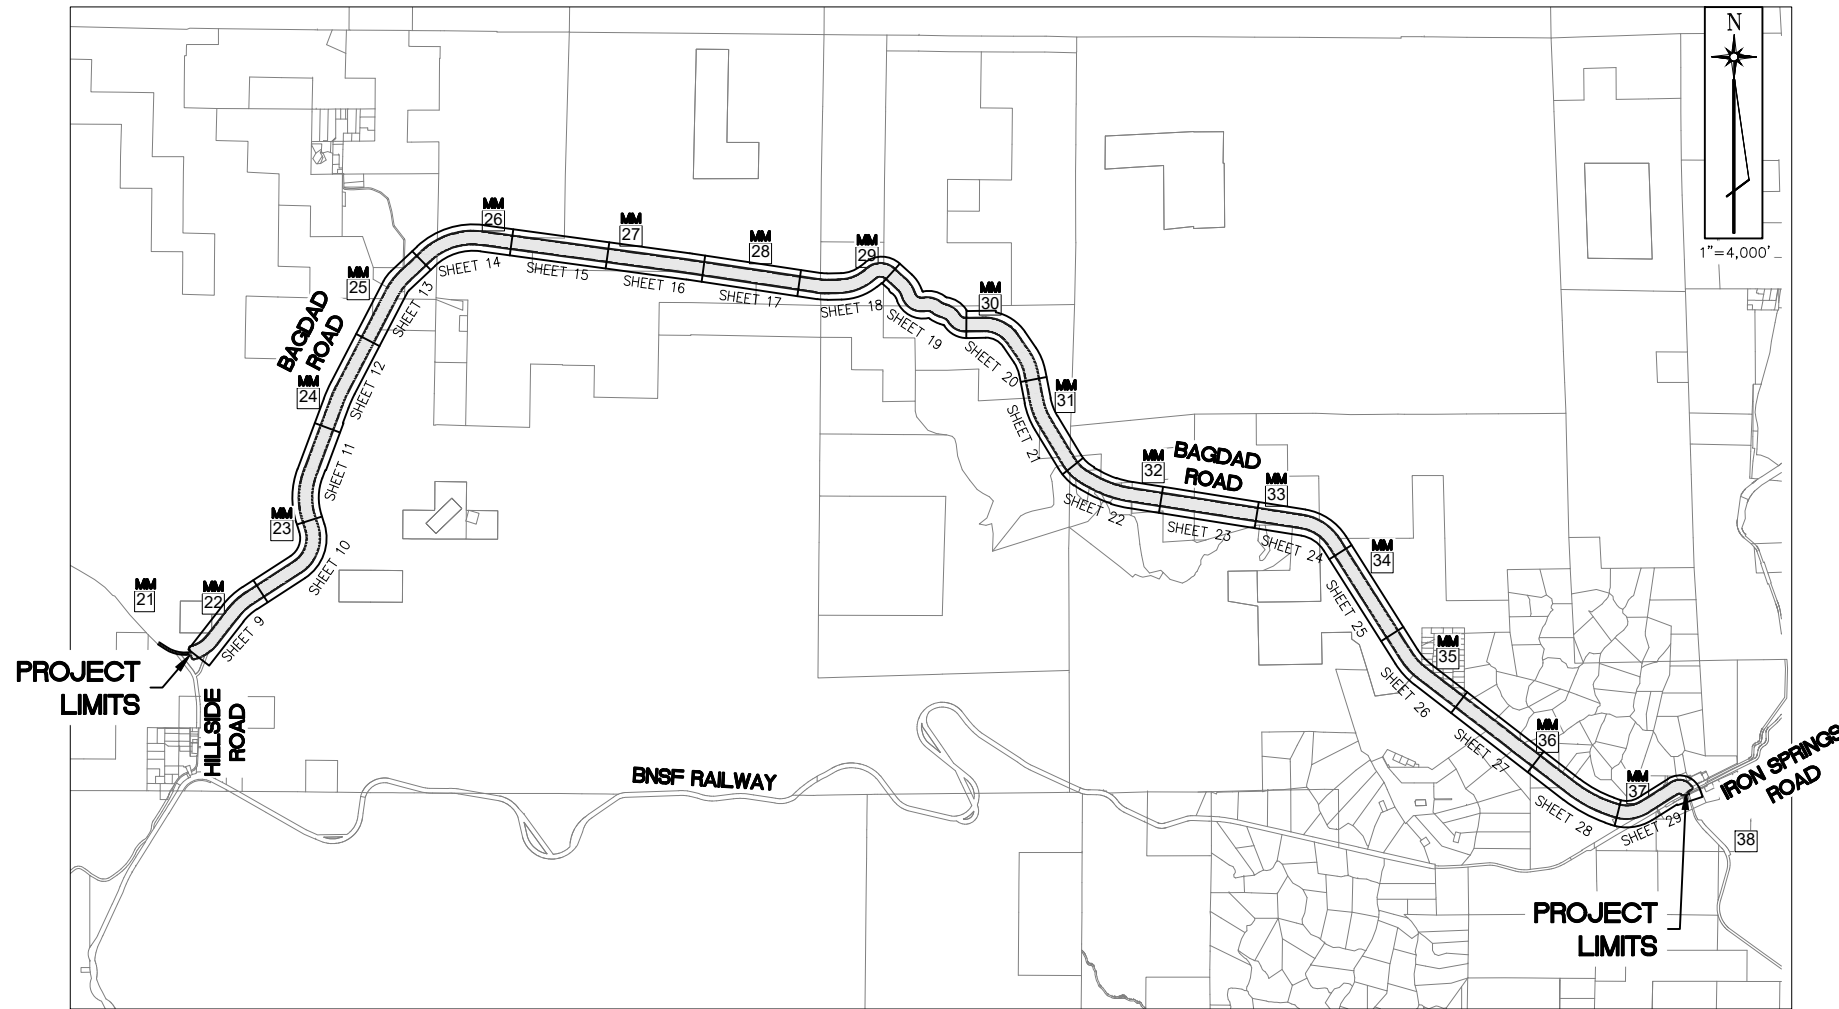 N
1"=4,000'
MM
26
MM
27
MM
28
MM
29
MM
25
SHEET 14
SHEET 15
SHEET 16
SHEET 17
SHEET 18
MM
30
SHEET 13
BAGDAD
ROAD
SHEET 19
SHEET 20
MM
24
SHEET 12
MM
31
SHEET 11
SHEET 21
MM
32
BAGDAD
ROAD
MM
33
MM
23
SHEET 10
SHEET 22
SHEET 23
SHEET 24
MM
34
MM
21
MM
22
SHEET 9
SHEET 25
MM
35
PROJECT
LIMITS
HILLSIDE
ROAD
SHEET 26
SHEET 27
MM
36
BNSF RAILWAY
MM
37
IRON SPRINGS
ROAD
SHEET 28
SHEET 29
38
PROJECT
LIMITS